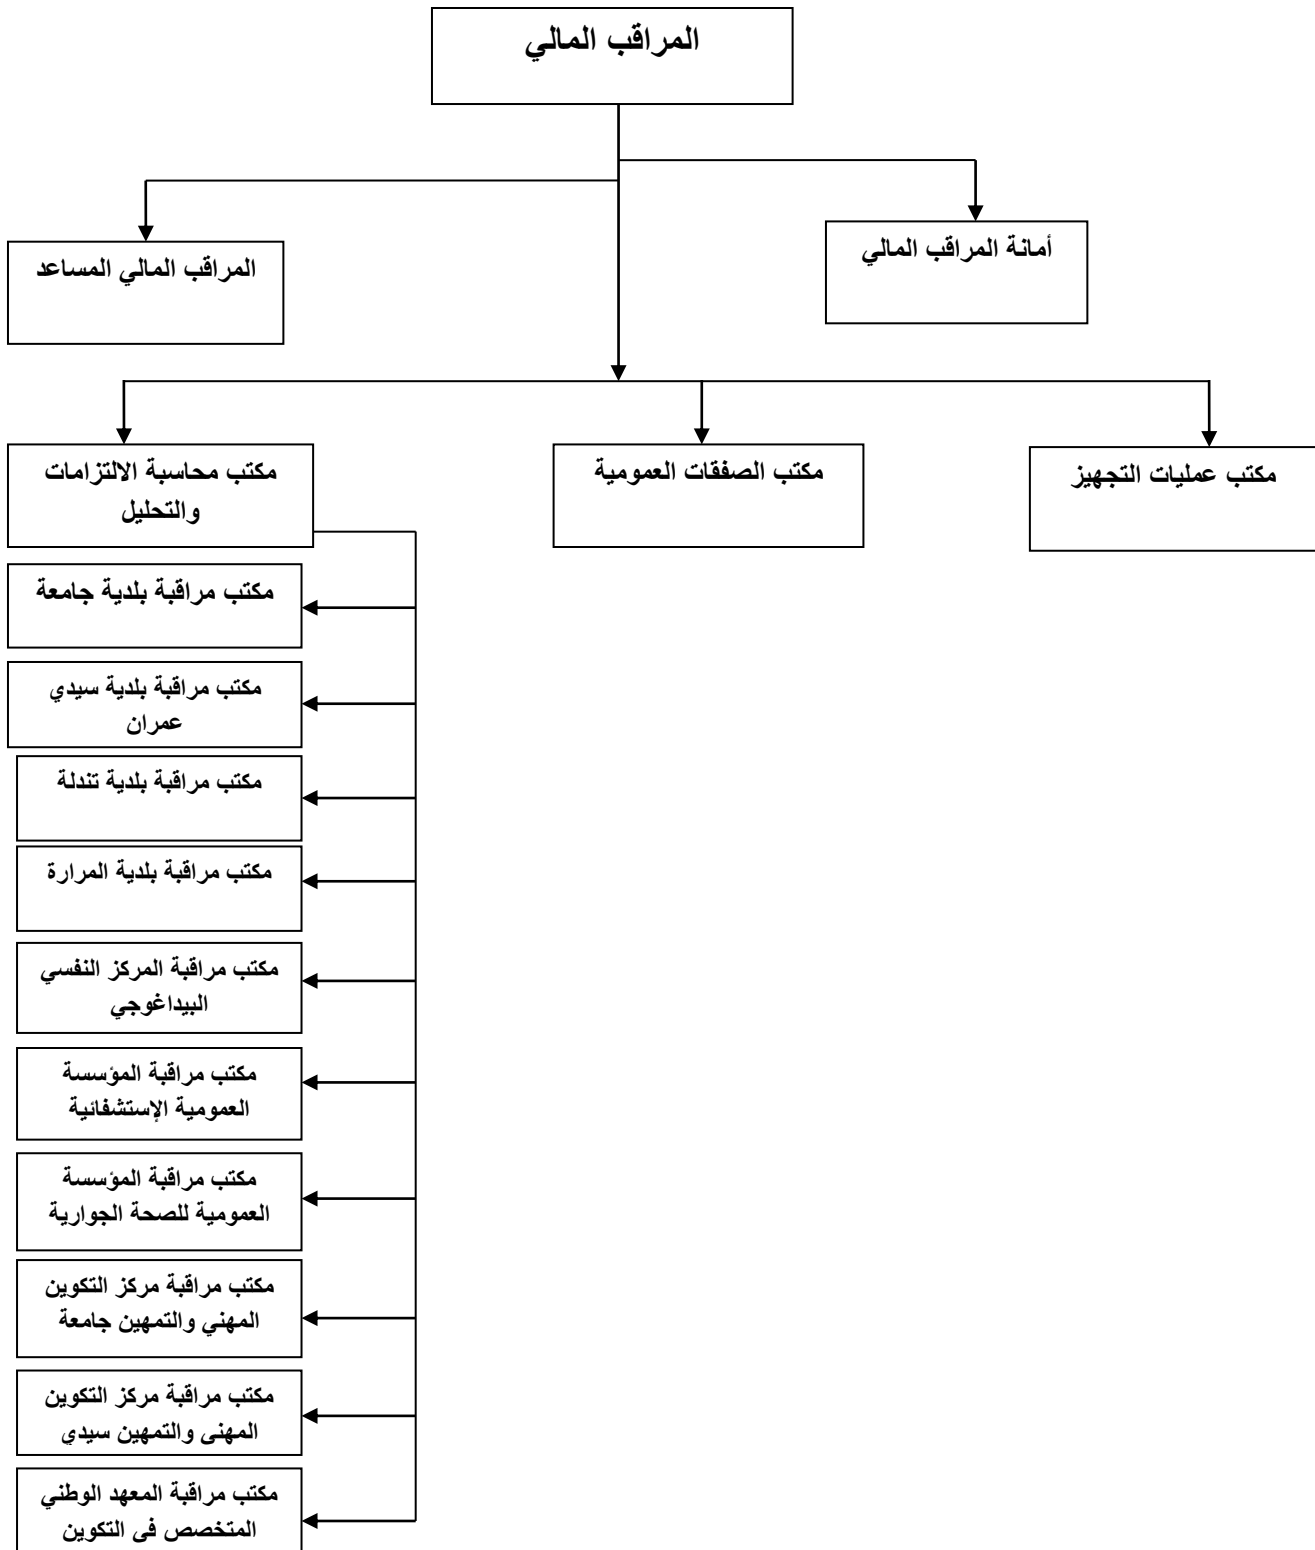 المراقب المالي
أمانة المراقب المالي
المراقب المالي المساعد
مكتب عمليات التجهيز
مكتب الصفقات العمومية
مكتب محاسبة الالتزامات
والتحليل
مكتب مراقبة بلدية جامعة
مكتب مراقبة بلدية سيدي
عمران
مكتب مراقبة بلدية تندلة
مكتب مراقبة بلدية المرارة
مكتب مراقبة المركز النفسي
البيداغوجي
مكتب مراقبة المؤسسة
العمومية الإستشفائية
مكتب مراقبة المؤسسة
العمومية للصحة الجوارية
مكتب مراقبة مركز التكوين
المهني والتمهين جامعة
مكتب مراقبة مركز التكوين
المهني والتمهين سيدي
مكتب مراقبة المعهد الوطني
المتخصص في التكوين